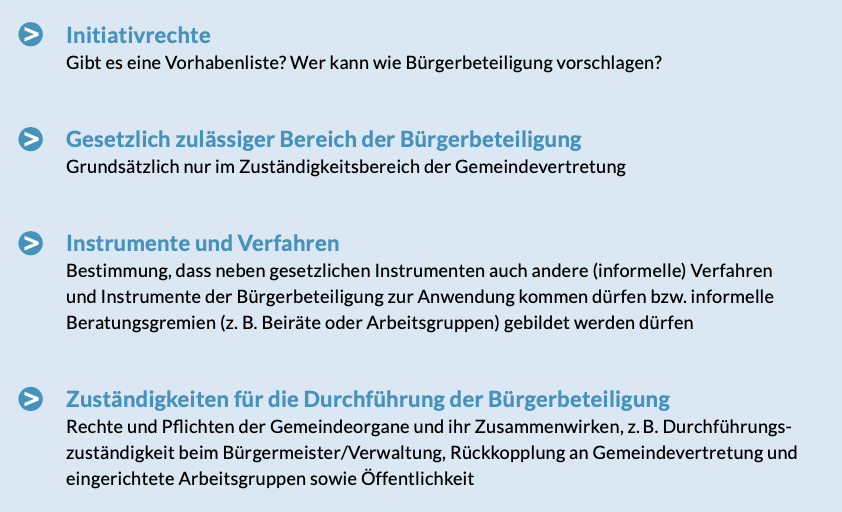 Initiativrechte
Gibt es eine Vorhabenliste? Wer kann wie Bürgerbeteiligung vorschlagen?
Gesetzlich zulässiger Bereich der Bürgerbeteiligung
Grundsätzlich nur im Zuständigkeitsbereich der Gemeindevertretung
Instrumente und Verfahren
Bestimmung, dass neben gesetzlichen Instrumenten auch andere (informelle) Verfahren
und Instrumente der Bürgerbeteiligung zur Anwendung kommen dürfen bzw. informelle
Beratungsgremien (z. B. Beiräte oder Arbeitsgruppen) gebildet werden dürfen
Zuständigkeiten für die Durchführung der Bürgerbeteiligung
Rechte und Pflichten der Gemeindeorgane und ihr Zusammenwirken, z. B. Durchführungs-
zuständigkeit beim Bürgermeister/Verwaltung, Rückkopplung an Gemeindevertretung und
eingerichtete Arbeitsgruppen sowie Öffentlichkeit